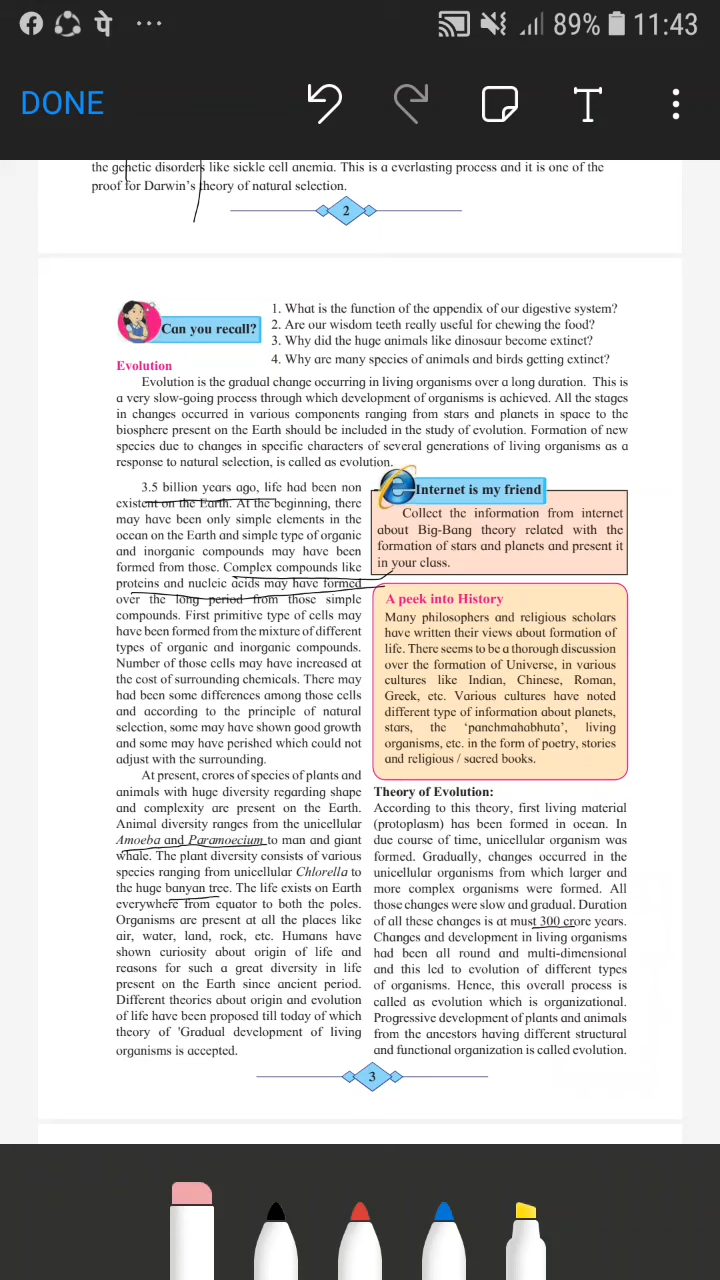 पे
89%
11:43
DONE
T
the genetic disorders like sickle cell anemia. This is a everlasting process and it is one of the
proof for Darwin's theory of natural selection.
2
Can you recall?
1. What is the function of the appendix of our digestive system?
2. Are our wisdom teeth really useful for chewing the food?
3. Why did the huge animals like dinosaur become extinct?
4. Why are many species of animals and birds getting extinct?
Evolution
Evolution is the gradual change occurring in living organisms over a long duration. This is
a very slow-going process through which development of organisms is achieved. All the stages
in changes occurred in various components ranging from stars and planets in space to the
biosphere present on the Earth should be included in the study of evolution. Formation of new
species due to changes in specific characters of several generations of living organisms as a
response to natural selection, is called as evolution.
3.5 billion years ago, life had been non
existent on the Earth. At the beginning, there
may have been only simple elements in the
ocean on the Earth and simple type of organic
and inorganic compounds may have been
formed from those. Complex compounds like
proteins and nucleic acids may have formed
over the long period from those simple
compounds. First primitive type of cells may
have been formed from the mixture of different
types of organic and inorganic compounds.
Number of those cells may have increased at
the cost of surrounding chemicals. There may
had been some differences among those cells
and according to the principle of natural
selection, some may have shown good growth
and some may have perished which could not
adjust with the surrounding.
At present, crores of species of plants and
animals with huge diversity regarding shape
and complexity are present on the Earth.
Animal diversity ranges from the unicellular
Amoeba and Paramoecium to man and giant
whale. The plant diversity consists of various
species ranging from unicellular Chlorella to
the huge banyan tree. The life exists on Earth
everywhere from equator to both the poles.
Organisms are present at all the places like
air, water, land, rock, etc. Humans have
shown curiosity about origin of life and
reasons for such a great diversity in life
present on the Earth since ancient period.
Different theories about origin and evolution
of life have been proposed till today of which
theory of 'Gradual development of living
organisms is accepted.
Internet is my friend
Collect the information from internet
about Big-Bang theory related with the
formation of stars and planets and present it
in your class.
A peek into History
Many philosophers and religious scholars
have written their views about formation of
life. There seems to be a thorough discussion
over the formation of Universe, in various
cultures like Indian, Chinese, Roman,
Greek, etc. Various cultures have noted
different type of information about planets,
stars, the 'panchmahabhuta', living
organisms, etc. in the form of poetry, stories
and religious / sacred books.
Theory of Evolution:
According to this theory, first living material
(protoplasm) has been formed in ocean. In
due course of time, unicellular organism was
formed. Gradually, changes occurred in the
unicellular organisms from which larger and
more complex organisms were formed. All
those changes were slow and gradual. Duration
of all these changes is at must 300 crore years.
Changes and development in living organisms
had been all round and multi-dimensional
and this led to evolution of different types
of organisms. Hence, this overall process is
called as evolution which is organizational.
Progressive development of plants and animals
from the ancestors having different structural
and functional organization is called evolution.
3